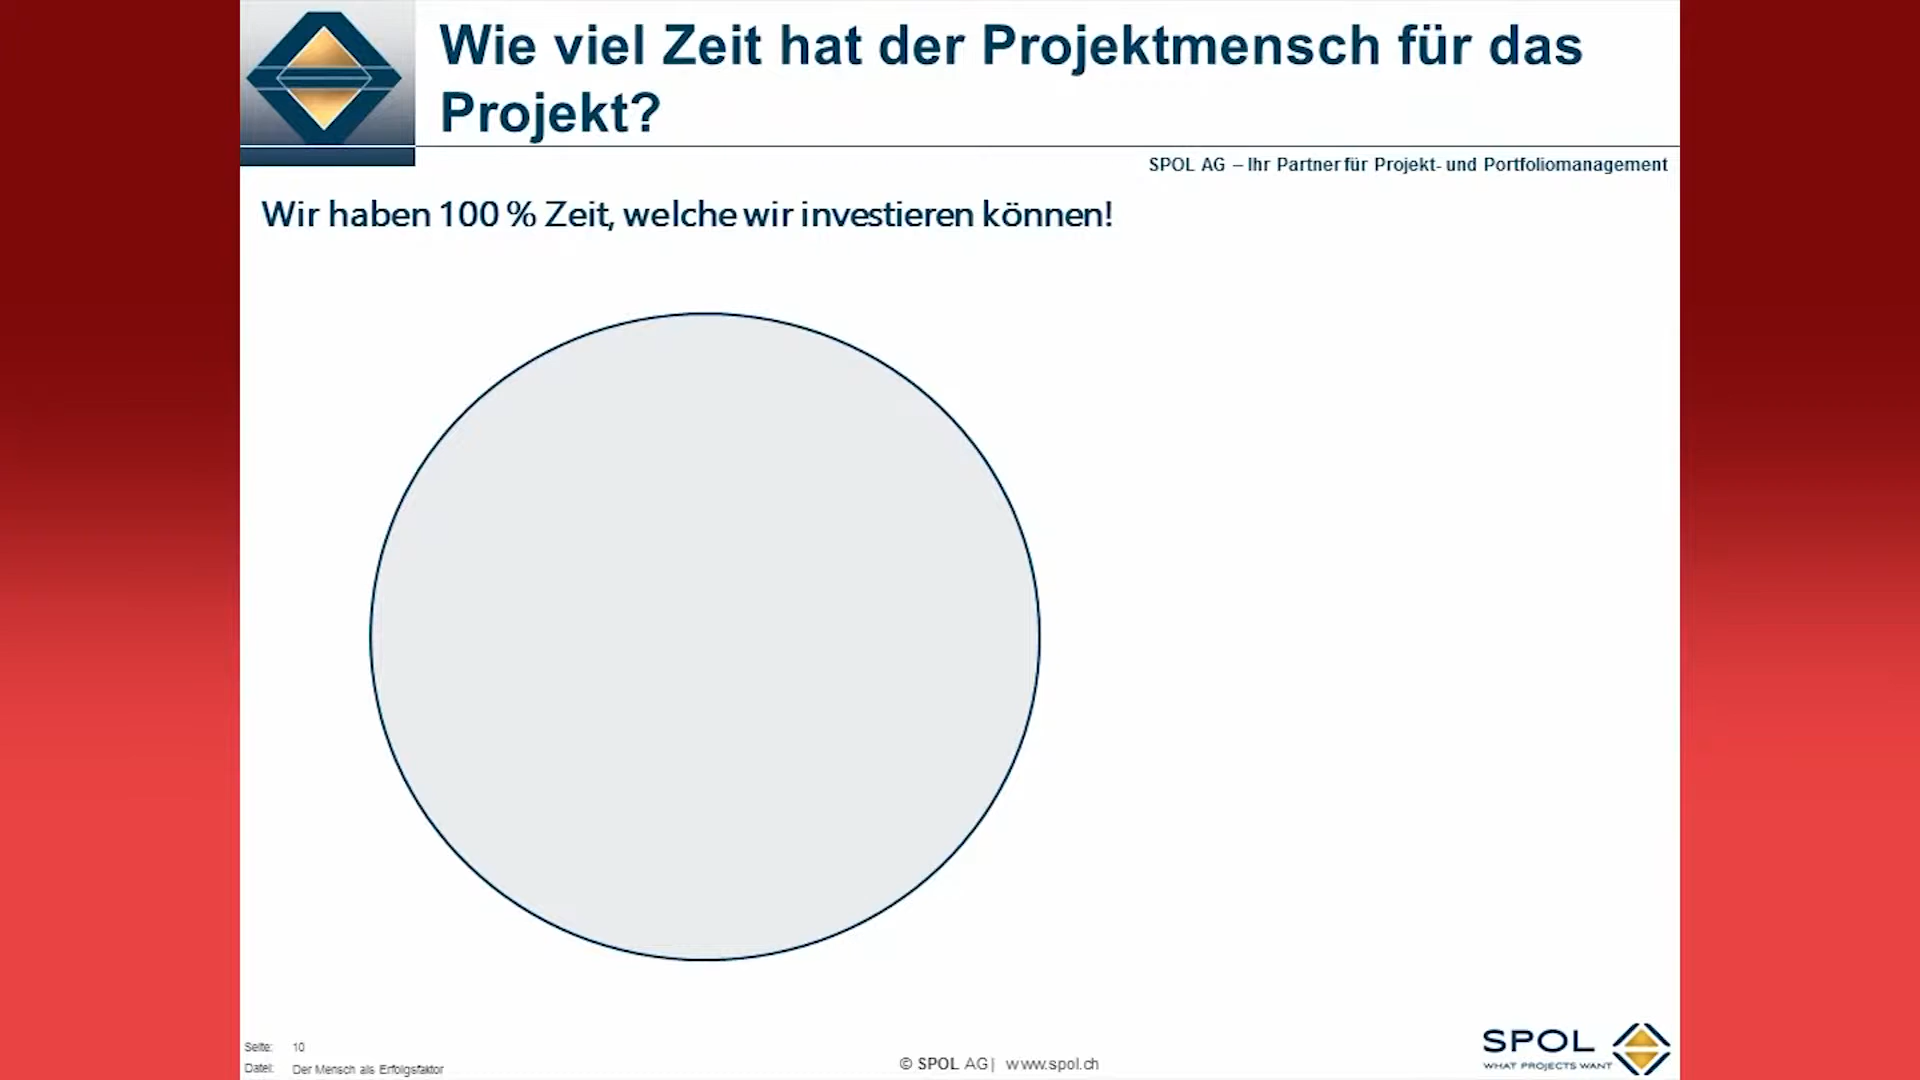 Wie viel Zeit hat der Projektmensch für das
Projekt?
SPOL AG – Ihr Partner für Projekt- und Portfoliomanagement
Wir haben 100 % Zeit, welche wir investieren können!
Seite: 10
Datei: Der Mensch als Erfolgsfaktor
© SPOL AG | www.spol.ch
SPOL
WHAT PROJECTS WANT